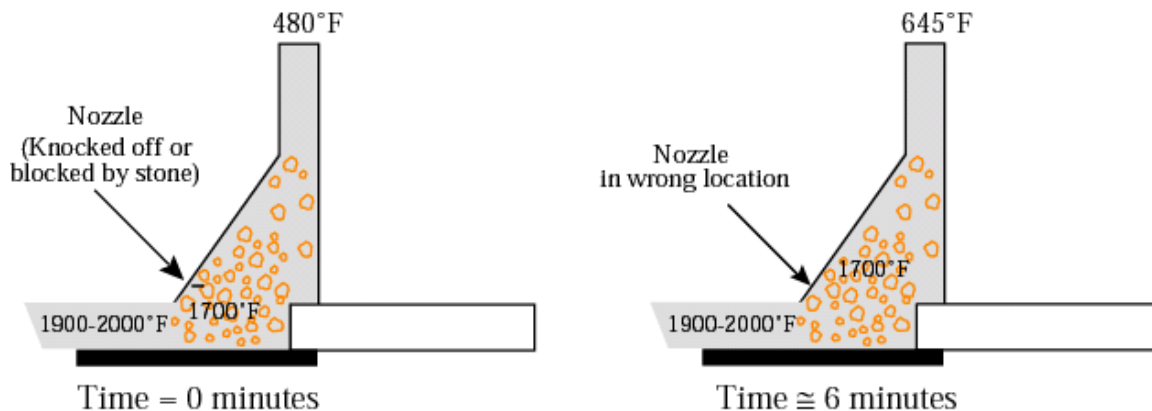 480°F
Nozzle
(Knocked off or
blocked by stone)
1700°F
1900-2000°F
Time = 0 minutes
645°F
Nozzle
in wrong location
1700°F
1900-2000°F
Time ≅ 6 minutes